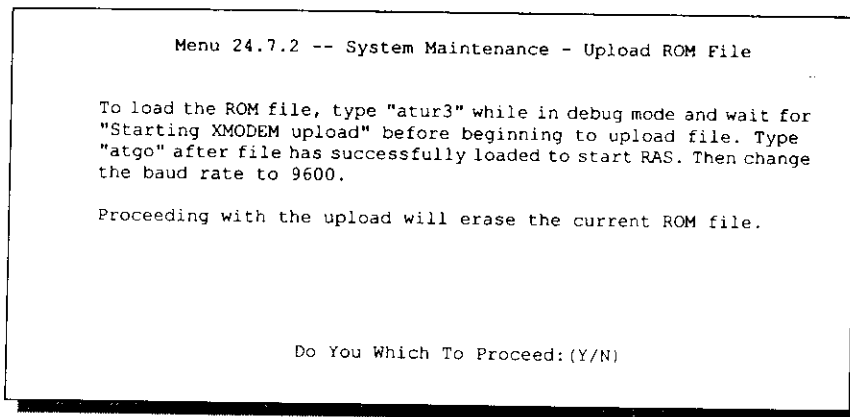 Menu 24.7.2 -- System Maintenance - Upload ROM File
To load the ROM file, type "atur3" while in debug mode and wait for
"Starting XMODEM upload" before beginning to upload file. Type
"atgo" after file has successfully loaded to start RAS. Then change
the baud rate to 9600.
Proceeding with the upload will erase the current ROM file.
Do You Which To Proceed:(Y/N)